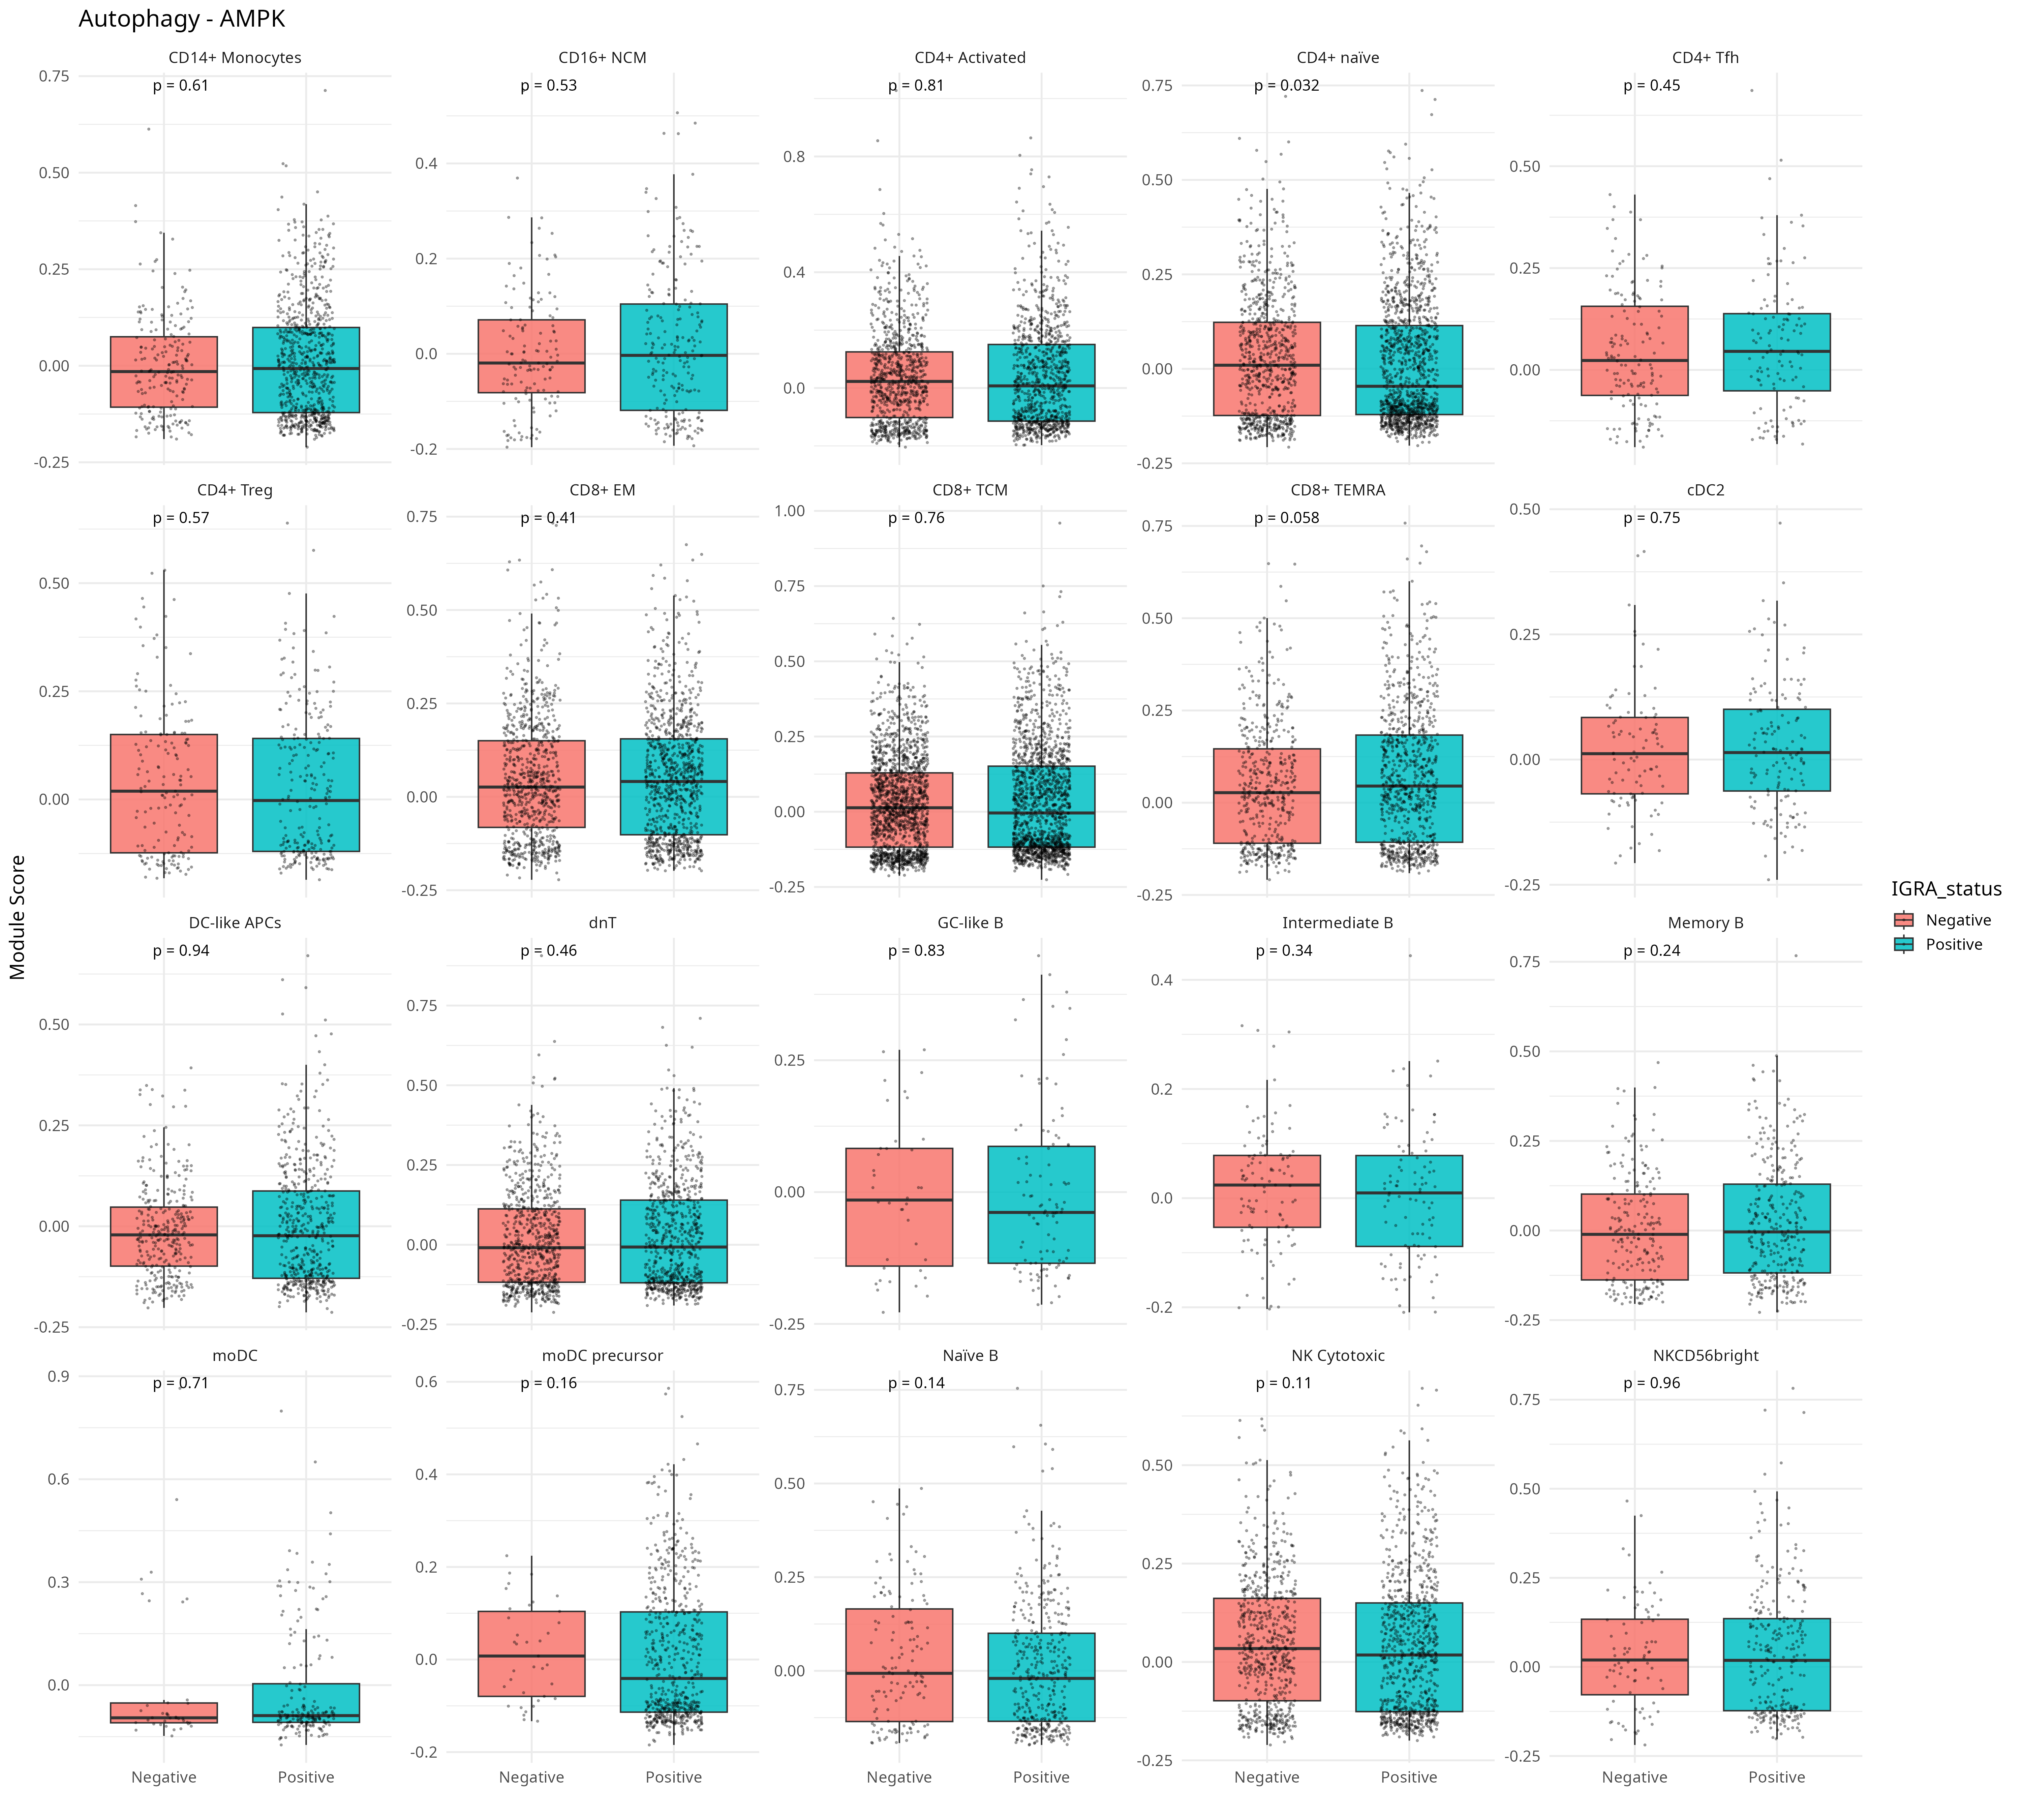 Autophagy - AMPK
CD14+ Monocytes
CD16+ NCM
CD4+ Activated
CD4+ naïve
CD4+ Tfh
p = 0.61
p = 0.53
p = 0.81
p = 0.032
p = 0.45
0.75
0.50
0.25
0.00
-0.25
0.4
0.2
0.0
-0.2
0.8
0.4
0.0
0.75
0.50
0.25
0.00
-0.25
0.50
0.25
0.00
CD4+ Treg
CD8+ EM
CD8+ TCM
CD8+ TEMRA
cDC2
p = 0.57
p = 0.41
p = 0.76
p = 0.058
p = 0.75
0.50
0.25
0.00
0.75
0.50
0.25
0.00
-0.25
1.00
0.75
0.50
0.25
0.00
-0.25
0.75
0.50
0.25
0.00
-0.25
0.50
0.25
0.00
-0.25
Module Score
DC-like APCs
dnT
GC-like B
Intermediate B
Memory B
p = 0.94
p = 0.46
p = 0.83
p = 0.34
p = 0.24
0.50
0.25
0.00
-0.25
0.75
0.50
0.25
0.00
-0.25
0.25
0.00
-0.25
0.4
0.2
0.0
-0.2
0.75
0.50
0.25
0.00
-0.25
moDC
moDC precursor
Naïve B
NK Cytotoxic
NKCD56bright
p = 0.71
p = 0.16
p = 0.14
p = 0.11
p = 0.96
0.9
0.6
0.3
0.0
0.6
0.4
0.2
0.0
-0.2
0.75
0.50
0.25
0.00
0.50
0.25
0.00
-0.25
0.75
0.50
0.25
0.00
-0.25
Negative
Positive
Negative
Positive
Negative
Positive
Negative
Positive
Negative
Positive
IGRA_status
Negative
Positive